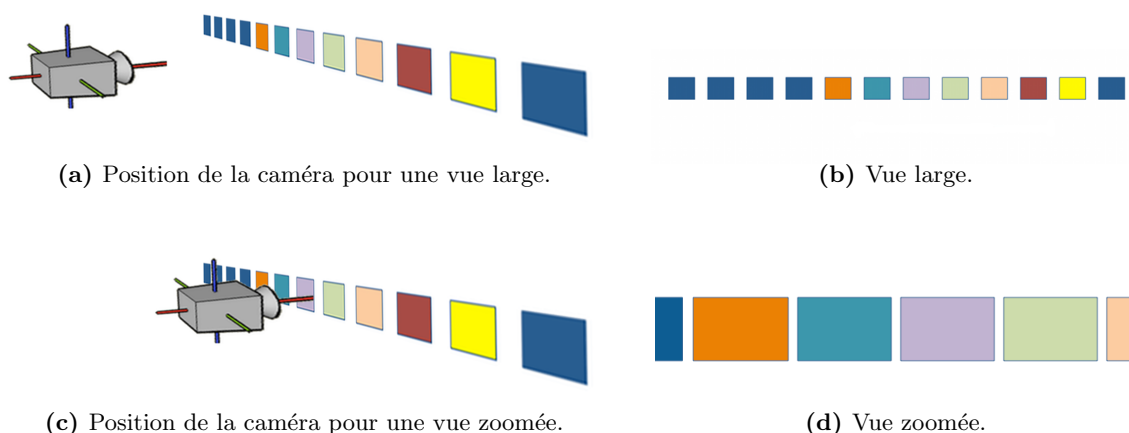 (a) Position de la caméra pour une vue large.
(b) Vue large.
(c) Position de la caméra pour une vue zoomée.
(d) Vue zoomée.